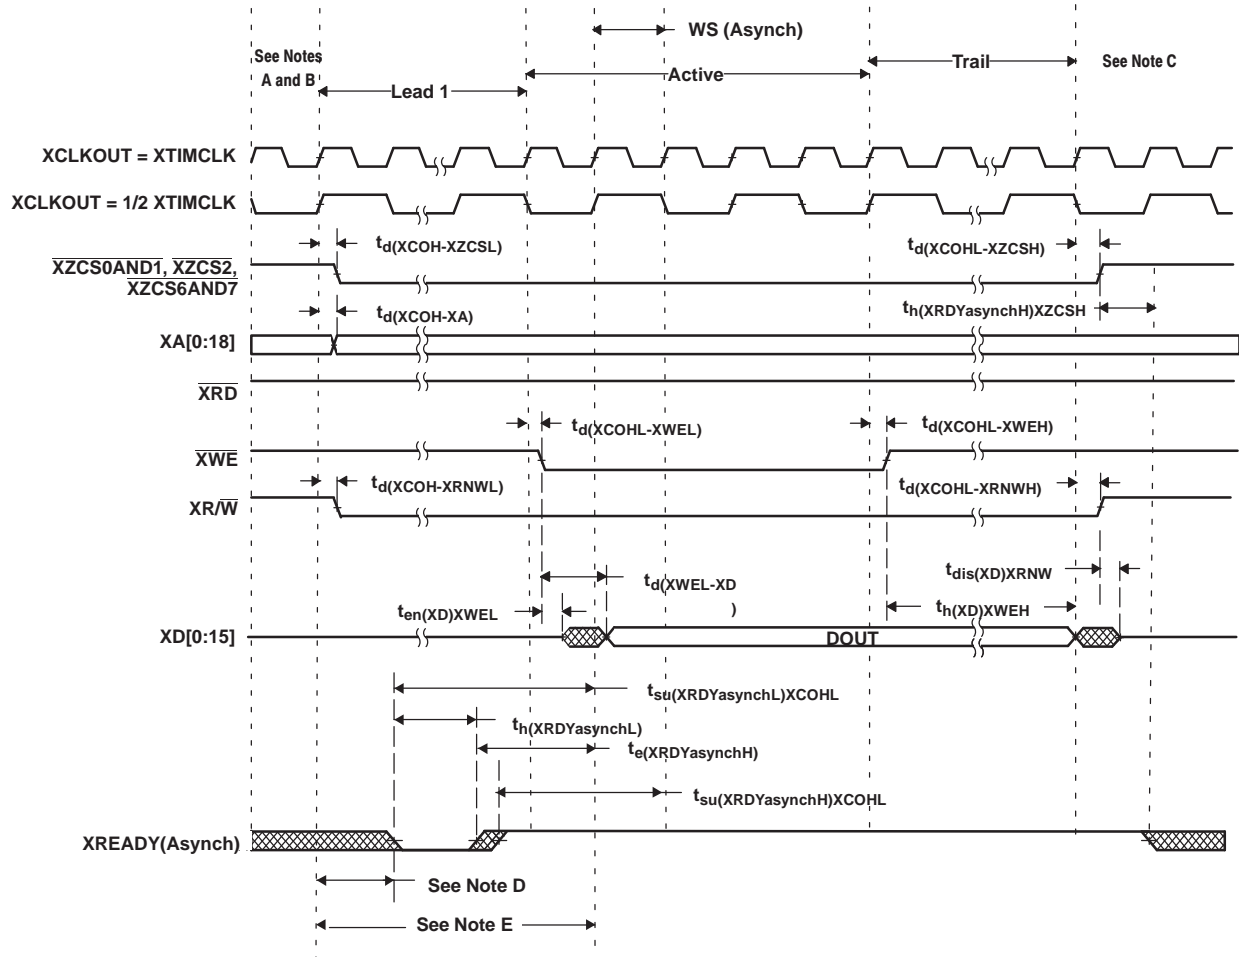 WS (Asynch)
See Notes
A and B
Trail
See Note C
Active
Lead 1
XCLKOUT = XTIMCLK
XCLKOUT = 1/2 XTIMCLK
td(XCOH-XZCSL)
td(XCOHL-XZCSH)
XZCS0AND1, XZCS2,
XZCS6AND7
td(XCOH-XA)
th(XRDYasynchH)XZCSH
XA[0:18]
XRD
td(XCOHL-XWEL)
td(XCOHL-XWEH)
XWE
td(XCOH-XRNWL)
td(XCOHL-XRNWH)
XR/W
td(XWEL-XD
)
tdis(XD)XRNW
ten(XD)XWEL
th(XD)XWEH
XD[0:15]
DOUT
tsu(XRDYasynchL)XCOHL
th(XRDYasynchL)
te(XRDYasynchH)
tsu(XRDYasynchH)XCOHL
XREADY(Asynch)
See Note D
See Note E